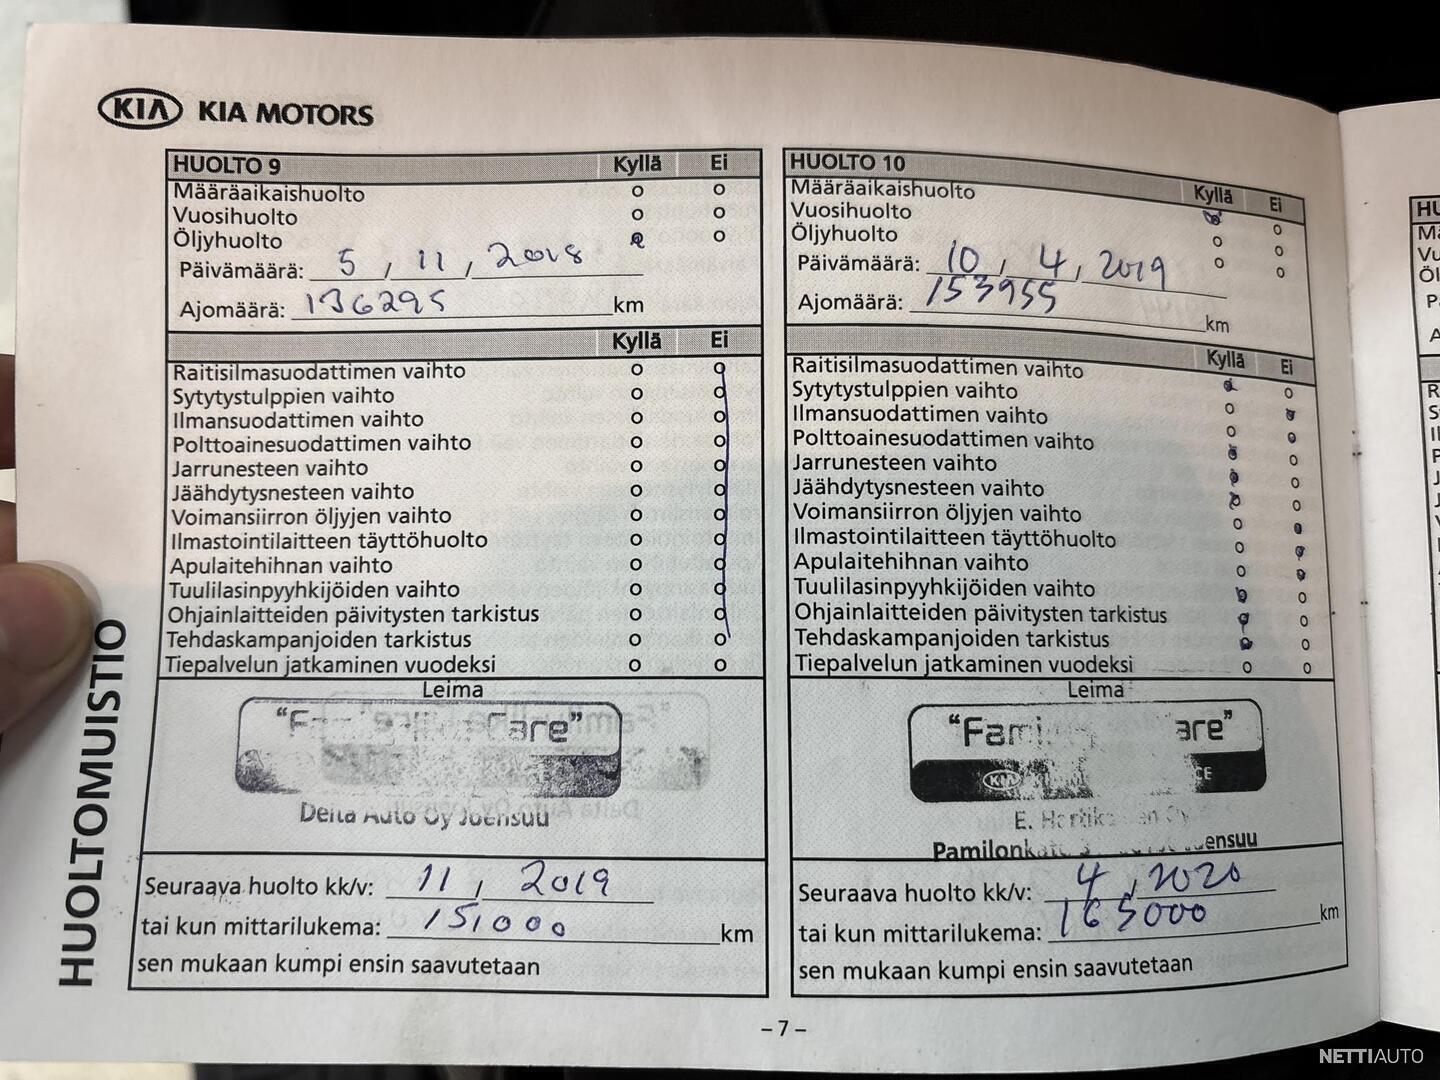 KIA KIA MOTORS
HUOLTO 9 Kyllä Ei
Määräaikaishuolto o o
Vuosihuolto o o
Öljyhuolto o
Päivämäärä: 5 , 11 , 2018
Ajomäärä: 136295 km
Kyllä Ei
Raitisilmasuodattimen vaihto o o
Sytytystulppien vaihto o o
Ilmansuodattimen vaihto o o
Polttoainesuodattimen vaihto o o
Jarrunesteen vaihto o o
Jäähdytysnesteen vaihto o o
Voimansiirron öljyjen vaihto o o
Ilmastointilaitteen täyttöhuolto o o
Apulaitehihnan vaihto o o
Tuulilasinpyyhkijöiden vaihto o o
Ohjainlaitteiden päivitysten tarkistus o o
Tehdaskampanjoiden tarkistus o o
Tiepalvelun jatkaminen vuodeksi o o
Leima
Delta Auto Oy Joensuu
Seuraava huolto kk/v: 11 , 2019
tai kun mittarilukema: 151000 km
sen mukaan kumpi ensin saavutetaan
HUOLTO 10 Kyllä Ei
Määräaikaishuolto o
Vuosihuolto o o
Öljyhuolto o o
Päivämäärä: 10 , 4 , 2019
Ajomäärä: 153955 km
Kyllä Ei
Raitisilmasuodattimen vaihto o
Sytytystulppien vaihto o
Ilmansuodattimen vaihto o
Polttoainesuodattimen vaihto o
Jarrunesteen vaihto o
Jäähdytysnesteen vaihto o
Voimansiirron öljyjen vaihto o
Ilmastointilaitteen täyttöhuolto o
Apulaitehihnan vaihto o
Tuulilasinpyyhkijöiden vaihto o
Ohjainlaitteiden päivitysten tarkistus o
Tehdaskampanjoiden tarkistus o
Tiepalvelun jatkaminen vuodeksi o o
Leima
KIA
Seuraava huolto kk/v: 4 , 2020
tai kun mittarilukema: 165000 km
sen mukaan kumpi ensin saavutetaan
HUOLTOMUISTIO
– 7 –
NETTIAUTO